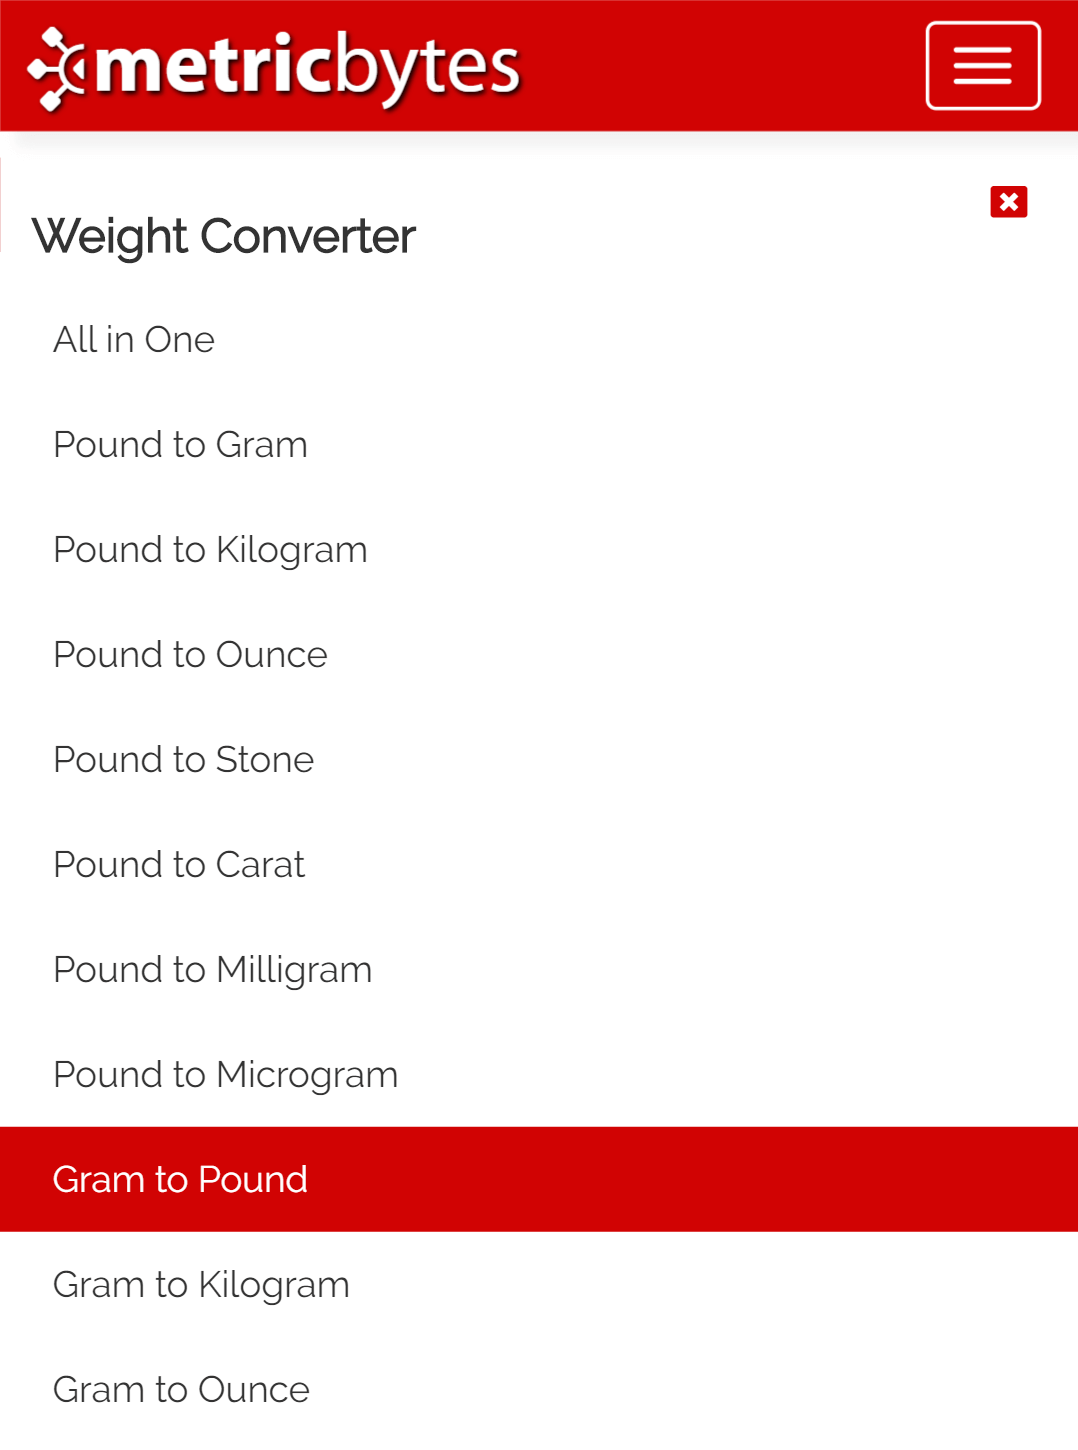 metricbytes
Weight Converter
All in One
Pound to Gram
Pound to Kilogram
Pound to Ounce
Pound to Stone
Pound to Carat
Pound to Milligram
Pound to Microgram
Gram to Pound
Gram to Kilogram
Gram to Ounce